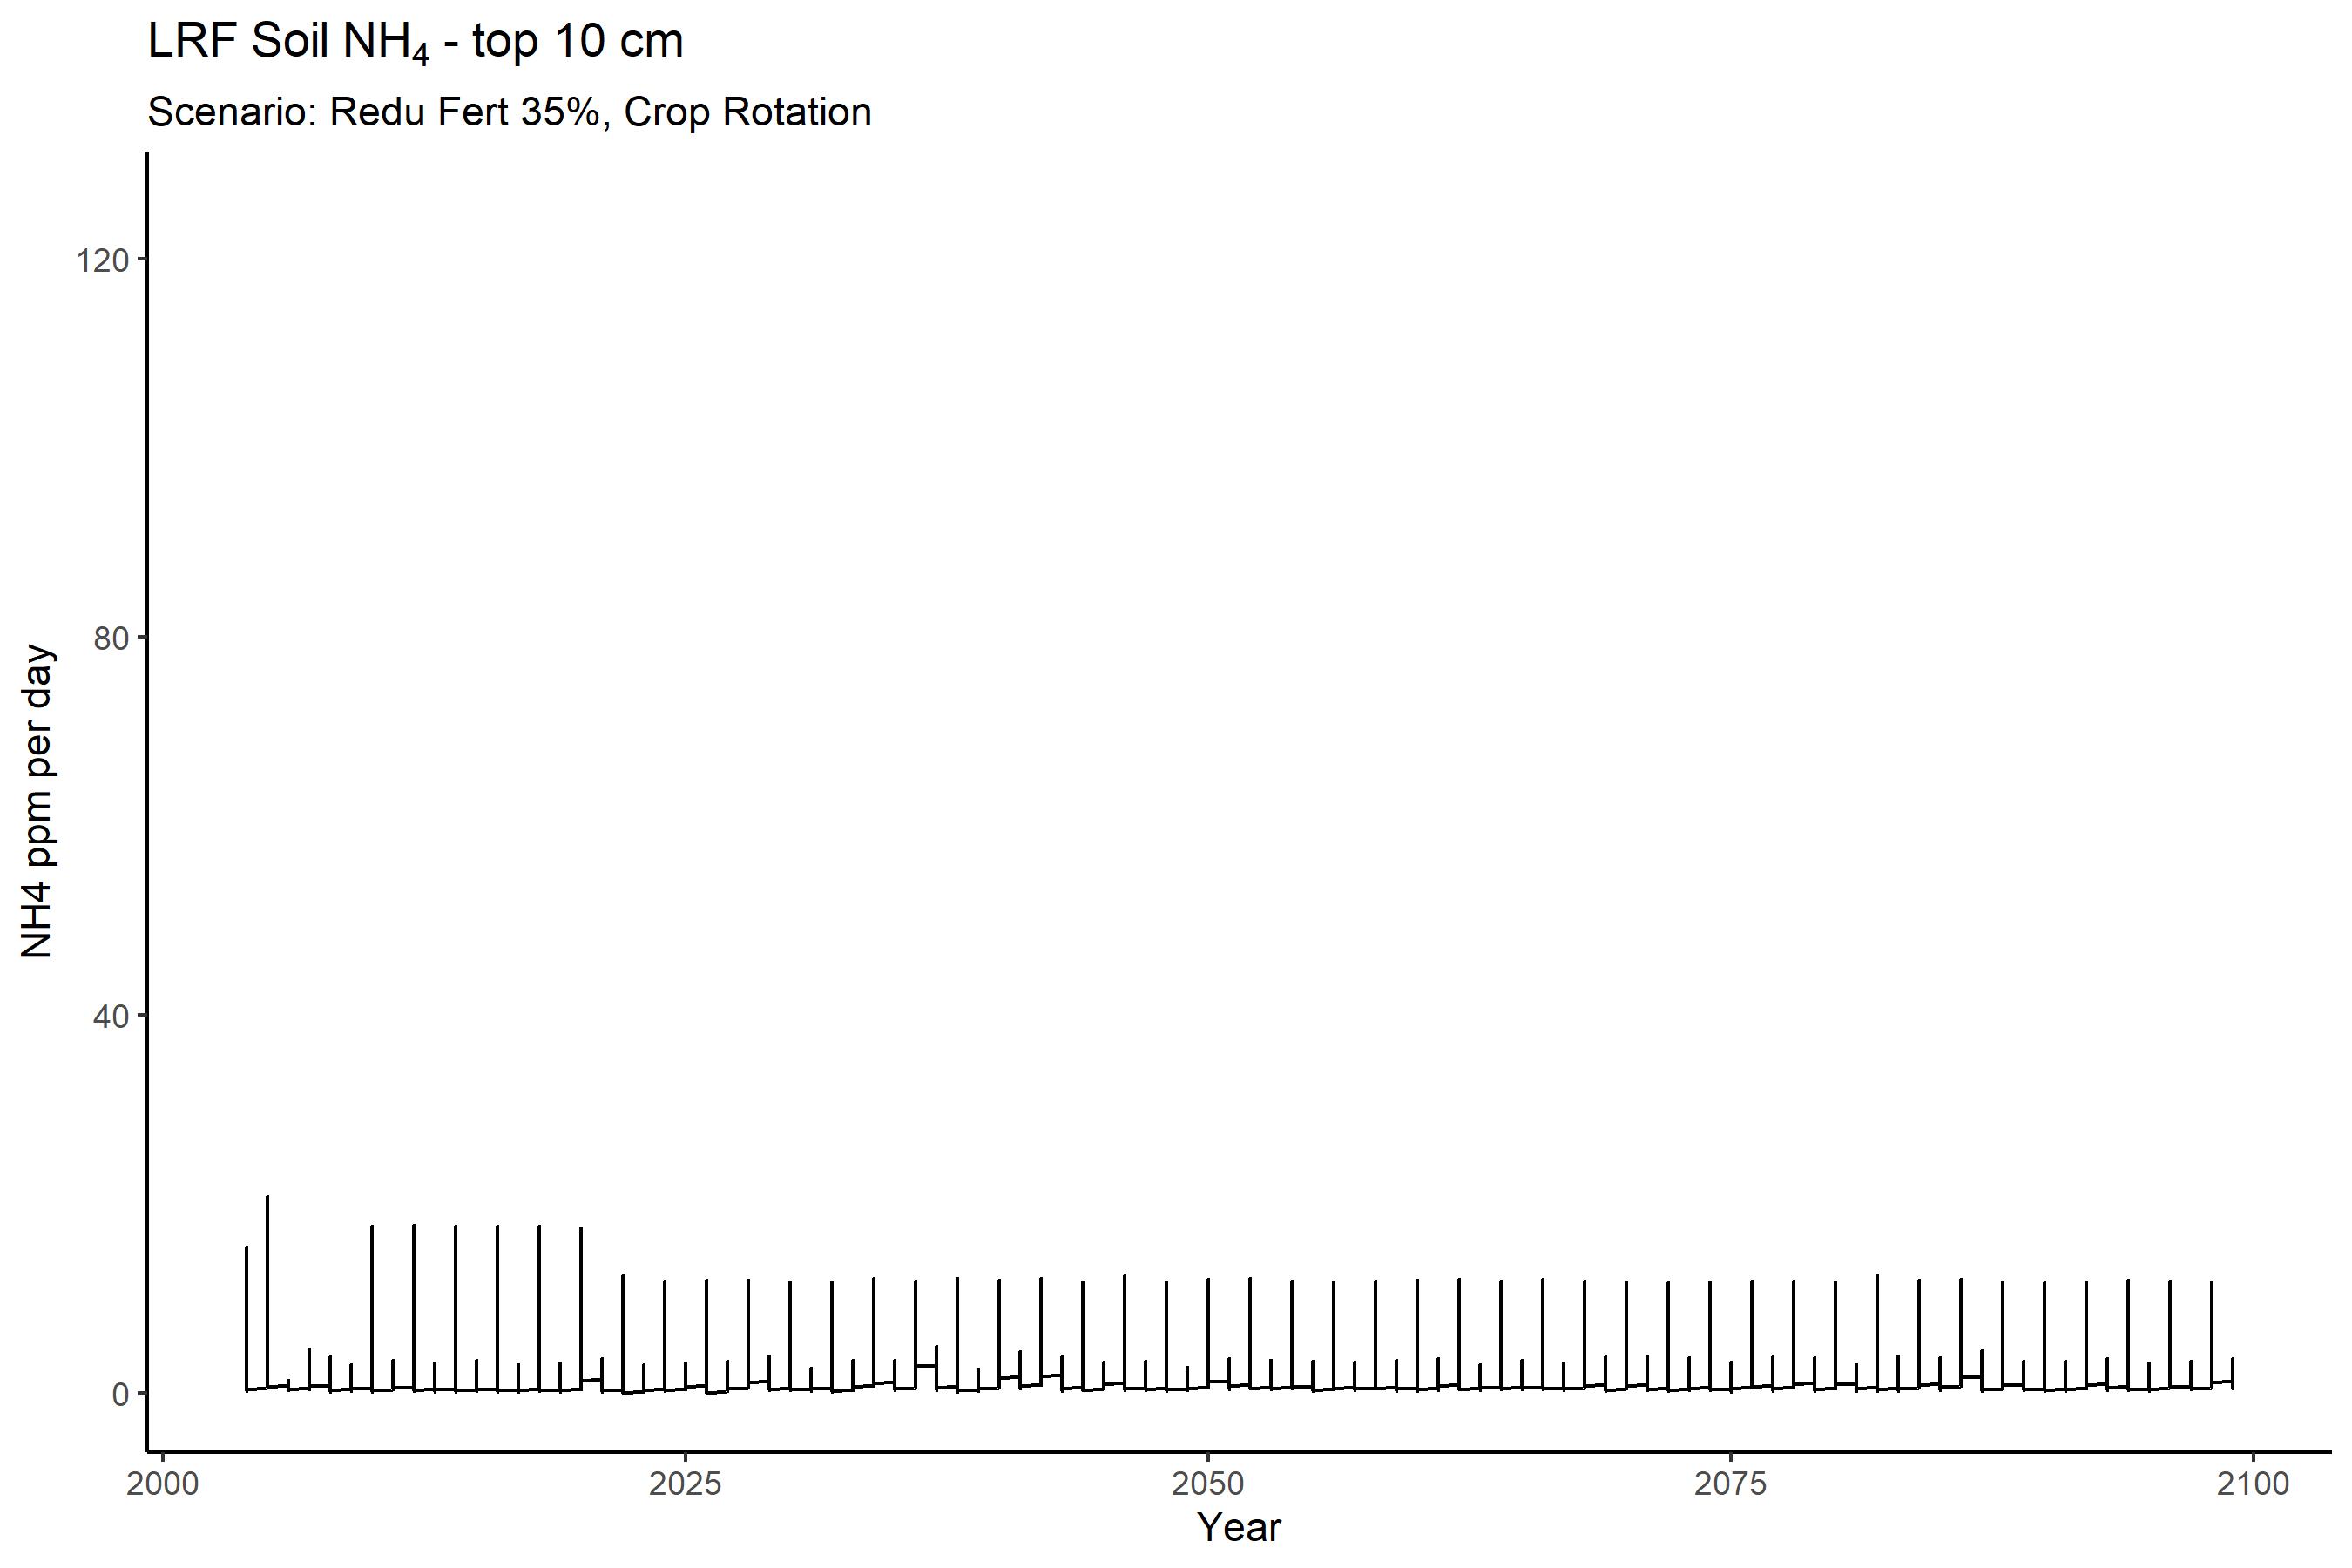 LRF Soil NH₄ - top 10 cm
Scenario: Redu Fert 35%, Crop Rotation
NH4 ppm per day
120
80
40
0
2000 2025 2050 2075 2100
Year